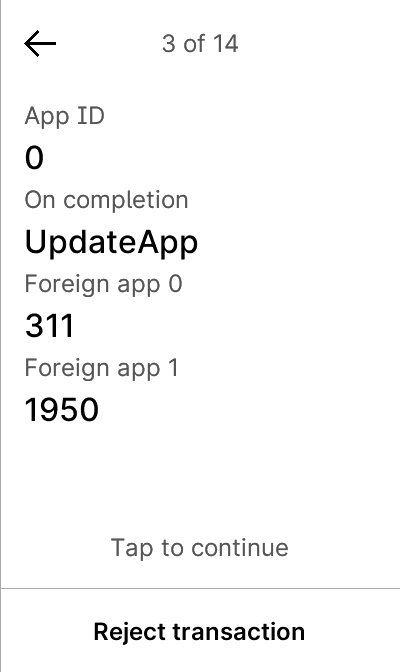 3 of 14
App ID
0
On completion
UpdateApp
Foreign app 0
311
Foreign app 1
1950
Tap to continue
Reject transaction